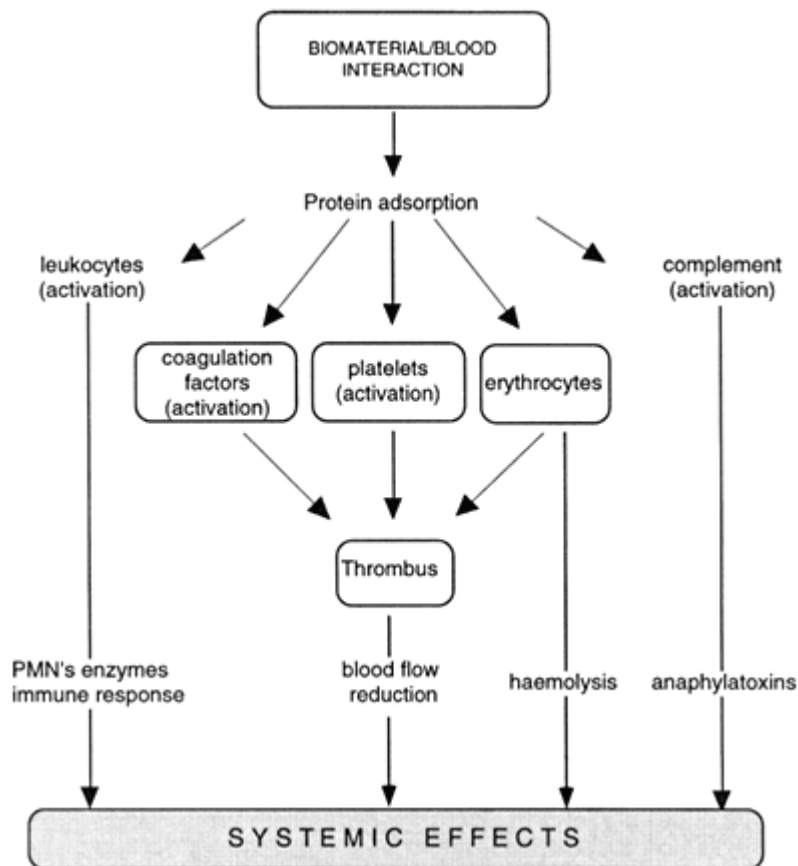 BIOMATERIAL/BLOOD
INTERACTION
Protein adsorption
leukocytes
(activation)
complement
(activation)
coagulation
factors
(activation)
platelets
(activation)
erythrocytes
Thrombus
PMN's enzymes
immune response
blood flow
reduction
haemolysis
anaphylatoxins
SYSTEMIC EFFECTS